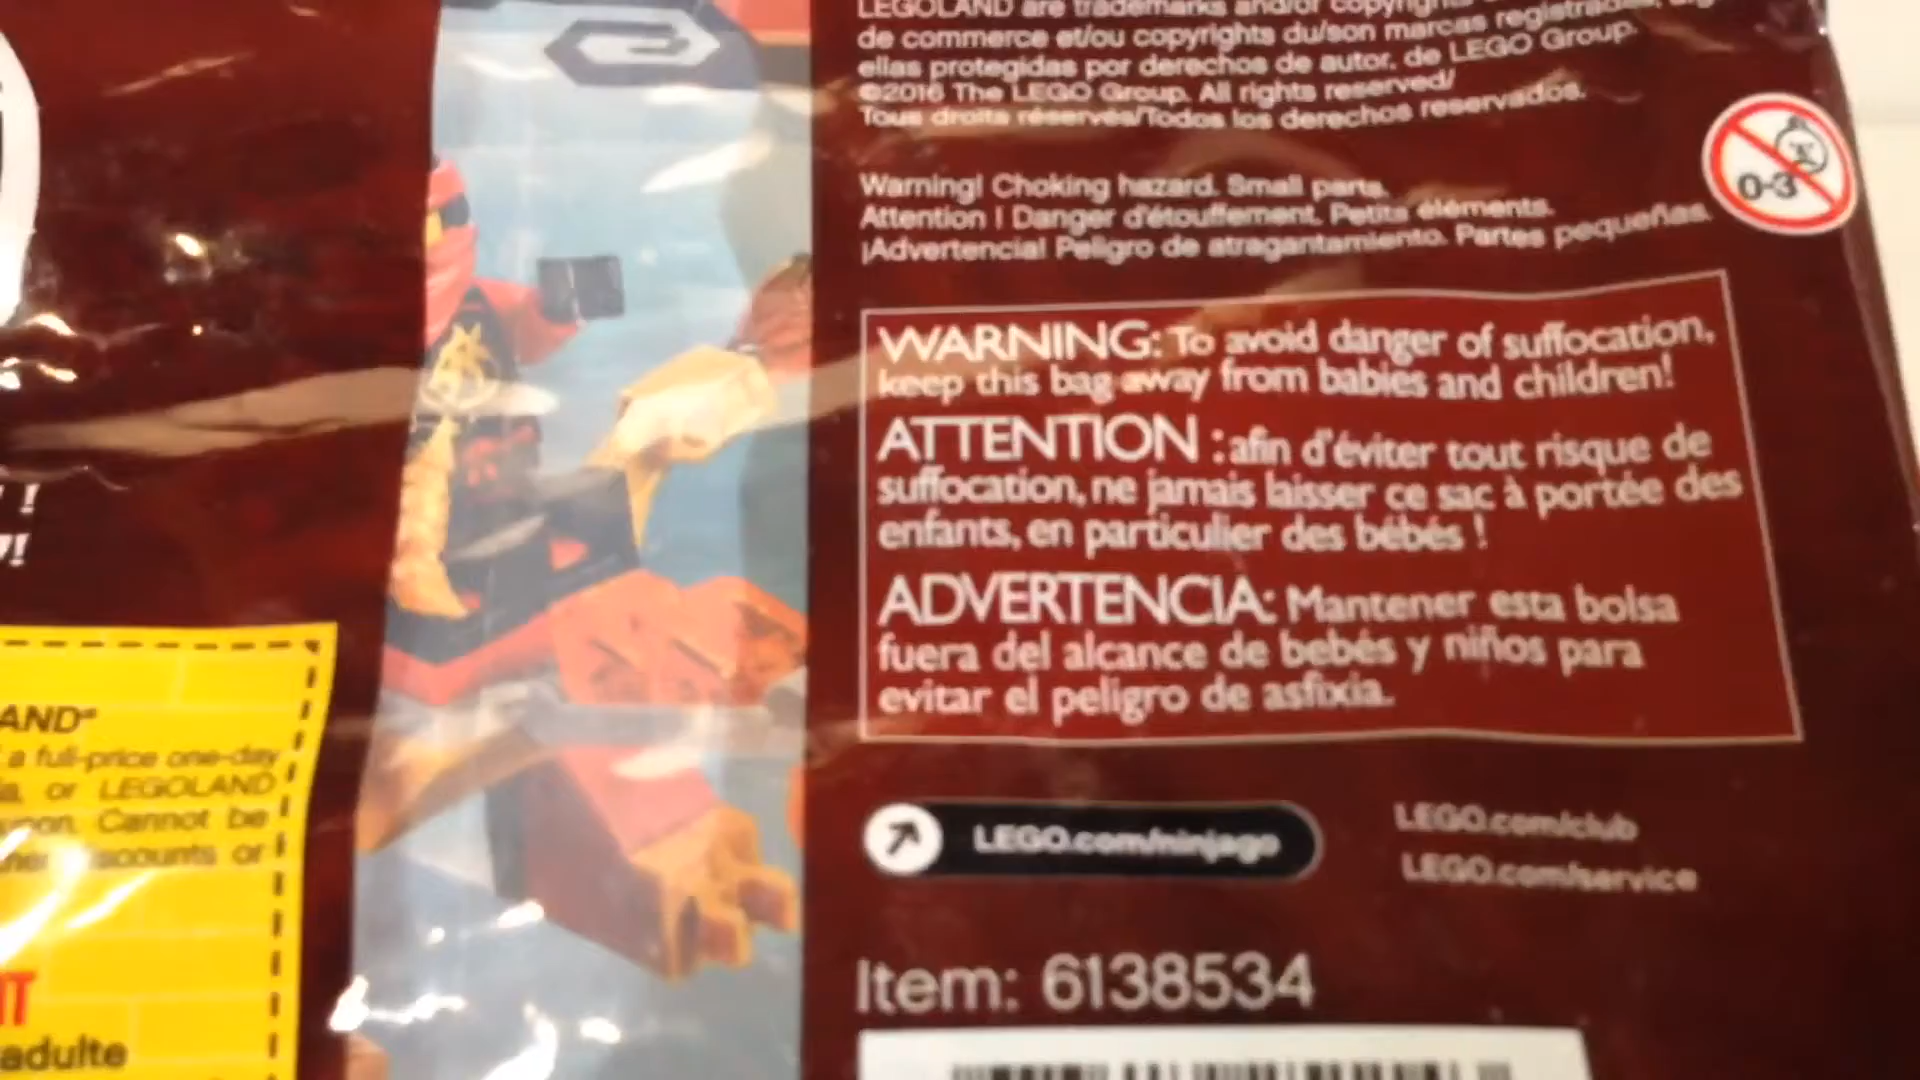 LEGOLAND are trademarks and/or copyrights
de commerce et/ou copyrights du/son marcas registradas,
ellas protegidas por derechos de autor. de LEGO Group.
©2016 The LEGO Group. All rights reserved/
Tous droits réservés/Todos los derechos reservados.
0-3
Warning! Choking hazard. Small parts.
Attention ! Danger d'étouffement. Petits éléments.
¡Advertencia! Peligro de atragantamiento. Partes pequeñas.
WARNING: To avoid danger of suffocation,
keep this bag away from babies and children!
ATTENTION : afin d'éviter tout risque de
suffocation, ne jamais laisser ce sac à portée des
enfants, en particulier des bébés !
ADVERTENCIA: Mantener esta bolsa
fuera del alcance de bebés y niños para
evitar el peligro de asfixia.
LEGO.com/ninjago
LEGO.com/club
LEGO.com/service
Item: 6138534
AND®
a full-price one-day
or LEGOLAND
Cannot be
or
IT
adulte